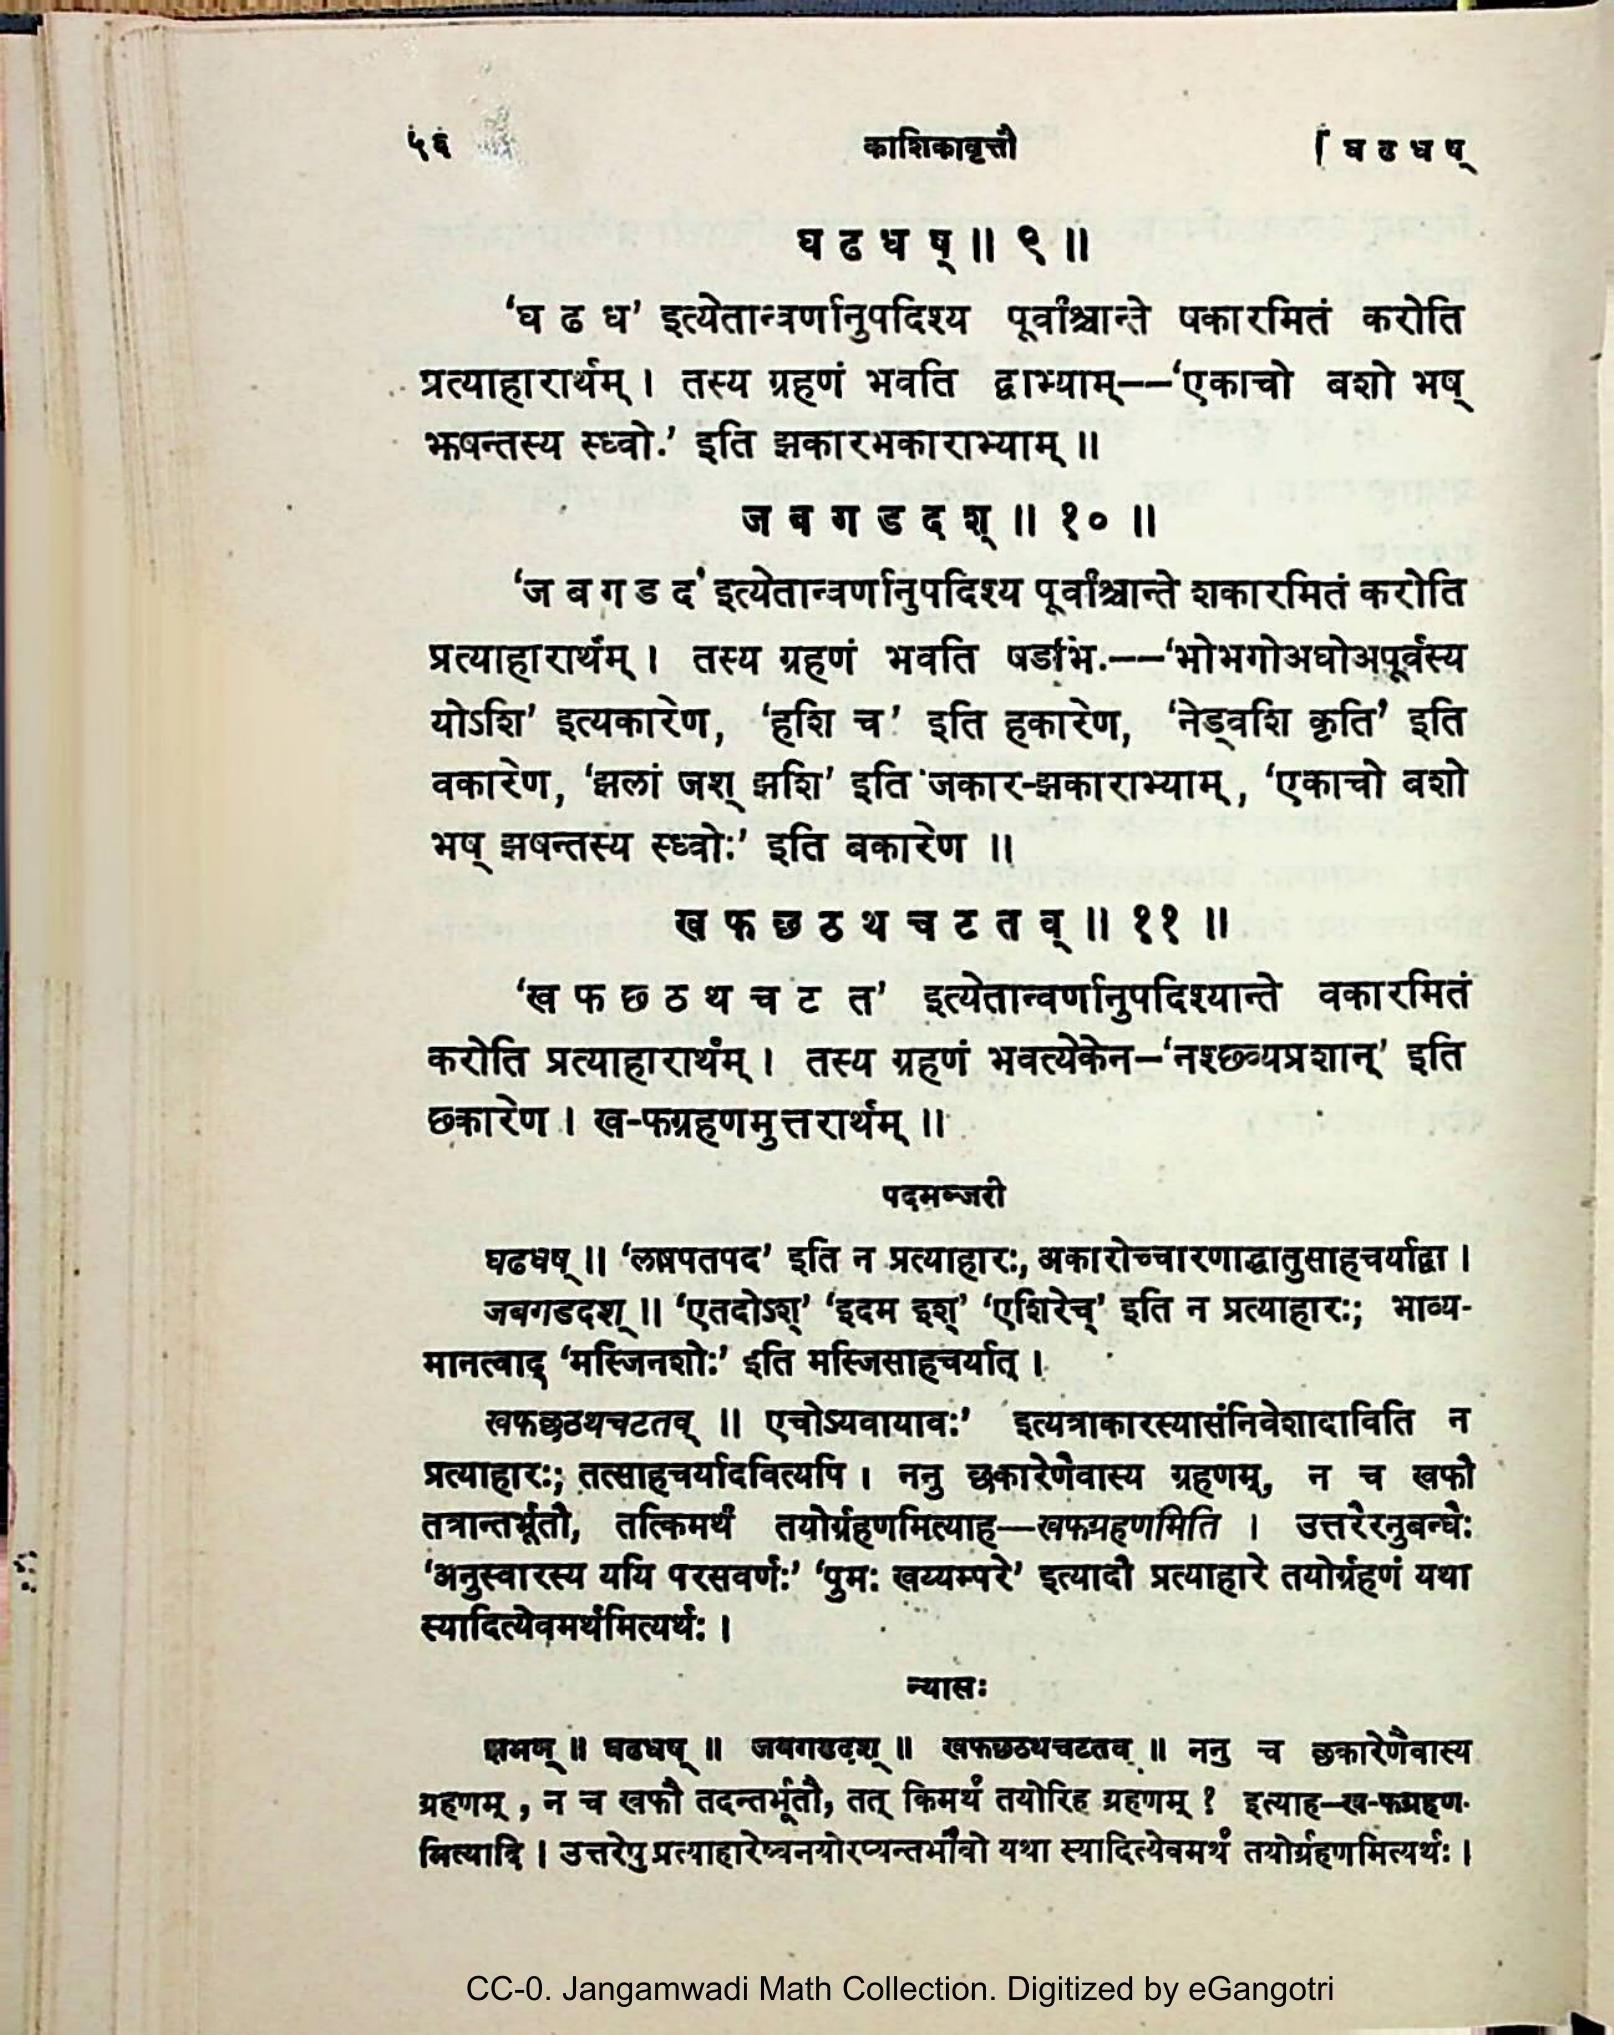 ५६ काशिकावृत्तौ [ घ ढ ध ष्
घ ढ ध ष् ॥ ९ ॥
‘घ ढ ध’ इत्येतान्वर्णानुपदिश्य पूर्वांश्चान्ते षकारमितं करोति
प्रत्याहारार्थम् । तस्य ग्रहणं भवति द्वाभ्याम्——‘एकाचो बशो भष्
झषन्तस्य स्ध्वोः’ इति झकारभकाराभ्याम् ॥
ज ब ग ड द श् ॥ १० ॥
‘ज ब ग ड द’ इत्येतान्वर्णानुपदिश्य पूर्वांश्चान्ते शकारमितं करोति
प्रत्याहारार्थम् । तस्य ग्रहणं भवति षड्भिः——‘भोभगोअघोअपूर्वस्य
योऽशि’ इत्यकारेण, ‘हशि च’ इति हकारेण, ‘नेड्वशि कृति’ इति
वकारेण, ‘झलां जश् झशि’ इति जकार-झकाराभ्याम्, ‘एकाचो बशो
भष् झषन्तस्य स्ध्वोः’ इति बकारेण ॥
ख फ छ ठ थ च ट त व् ॥ ११ ॥
‘ख फ छ ठ थ च ट त’ इत्येतान्वर्णानुपदिश्यान्ते वकारमितं
करोति प्रत्याहारार्थम् । तस्य ग्रहणं भवत्येकेन—‘नश्छव्यप्रशान्’ इति
छकारेण । ख-फग्रहणमुत्तरार्थम् ॥
पदमञ्जरी
घढधष् ॥ ‘लषपतपद’ इति न प्रत्याहारः, अकारोच्चारणाद्धातुसाहचर्याद्वा ।
जबगडदश् ॥ ‘एतदोऽश्’ ‘इदम इश्’ ‘एशिरेच्’ इति न प्रत्याहारः; भाव्य-
मानत्वाद् ‘मस्जिनशोः’ इति मस्जिसाहचर्यात् ।
खफछठथचटतव् ॥ एचोऽयवायावः’ इत्यत्राकारस्यासंनिवेशादाविति न
प्रत्याहारः; तत्साहचर्यादवित्यपि । ननु छकारेणैवास्य ग्रहणम्, न च खफौ
तत्रान्तर्भूतौ, तत्किमर्थं तयोर्ग्रहणमित्याह—खफग्रहणमिति । उत्तरैरनुबन्धैः
‘अनुस्वारस्य ययि परसवर्णः’ ‘पुमः खय्यम्परे’ इत्यादौ प्रत्याहारे तयोर्ग्रहणं यथा
स्यादित्येवमर्थमित्यर्थः ।
न्यासः
झभञ् ॥ घढधष् ॥ जबगडदश् ॥ खफछठथचटतव् ॥ ननु च छकारेणैवास्य
ग्रहणम्, न च खफौ तदन्तर्भूतौ, तत् किमर्थं तयोरिह ग्रहणम् ? इत्याह—ख-फग्रहण-
मित्यादि । उत्तरेषु प्रत्याहारेष्वनयोरप्यन्तर्भावो यथा स्यादित्येवमर्थं तयोर्ग्रहणमित्यर्थः ।
CC-0. Jangamwadi Math Collection. Digitized by eGangotri